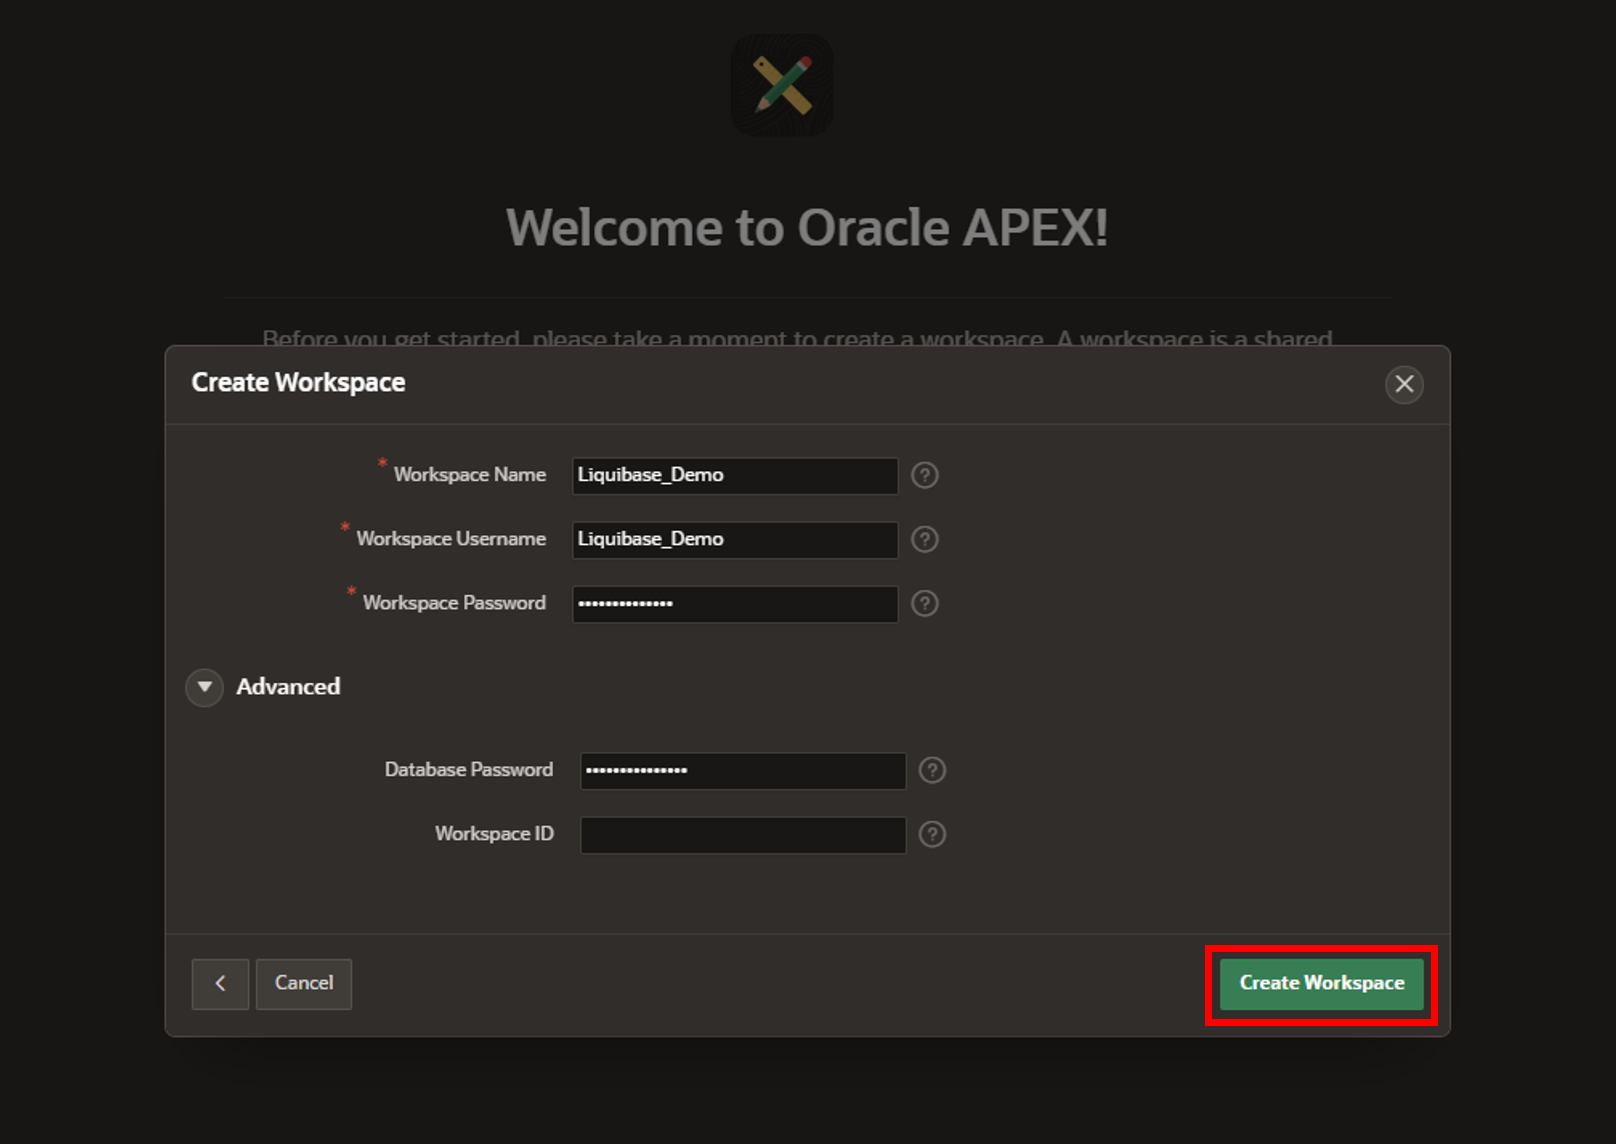 Welcome to Oracle APEX!
Before you get started, please take a moment to create a workspace. A workspace is a shared
Create Workspace
* Workspace Name Liquibase_Demo ?
* Workspace Username Liquibase_Demo ?
* Workspace Password •••••••••••••• ?
Advanced
Database Password ••••••••••••••• ?
Workspace ID ?
Cancel
Create Workspace